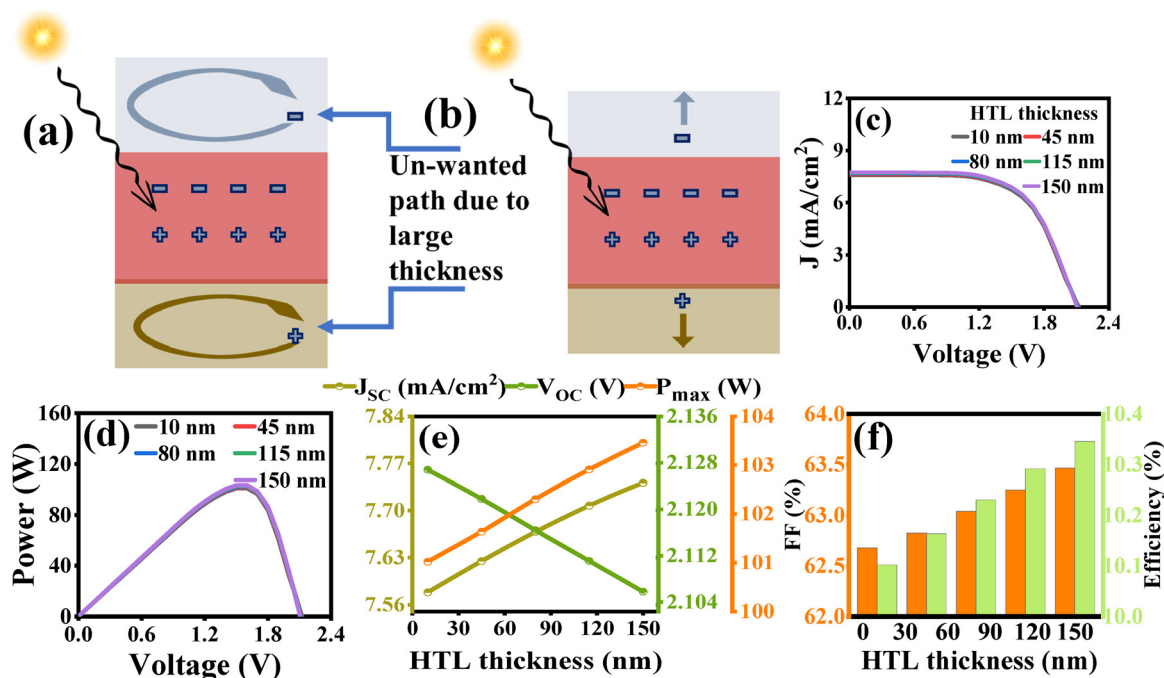 (a)
(b)
Un-wanted
path due to
large
thickness
(c)
HTL thickness
10 nm 45 nm
80 nm 115 nm
150 nm
J (mA/cm²)
12
9
6
3
0
0.0 0.6 1.2 1.8 2.4
Voltage (V)
J_SC (mA/cm²) V_OC (V) P_max (W)
(d)
10 nm 45 nm
80 nm 115 nm
150 nm
Power (W)
160
120
80
40
0
0.0 0.6 1.2 1.8 2.4
Voltage (V)
(e)
7.84
7.77
7.70
7.63
7.56
2.136
2.128
2.120
2.112
2.104
104
103
102
101
100
0 30 60 90 120 150
HTL thickness (nm)
(f)
FF (%)
64.0
63.5
63.0
62.5
62.0
10.4
10.3
10.2
10.1
10.0
Efficiency (%)
0 30 60 90 120 150
HTL thickness (nm)